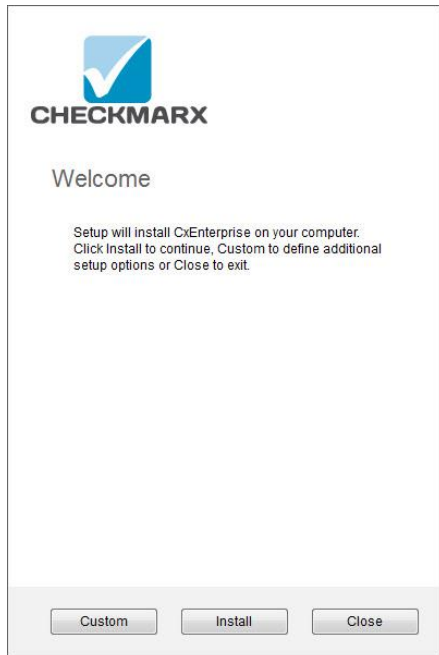 CHECKMARX
Welcome
Setup will install CxEnterprise on your computer.
Click Install to continue, Custom to define additional
setup options or Close to exit.
Custom
Install
Close